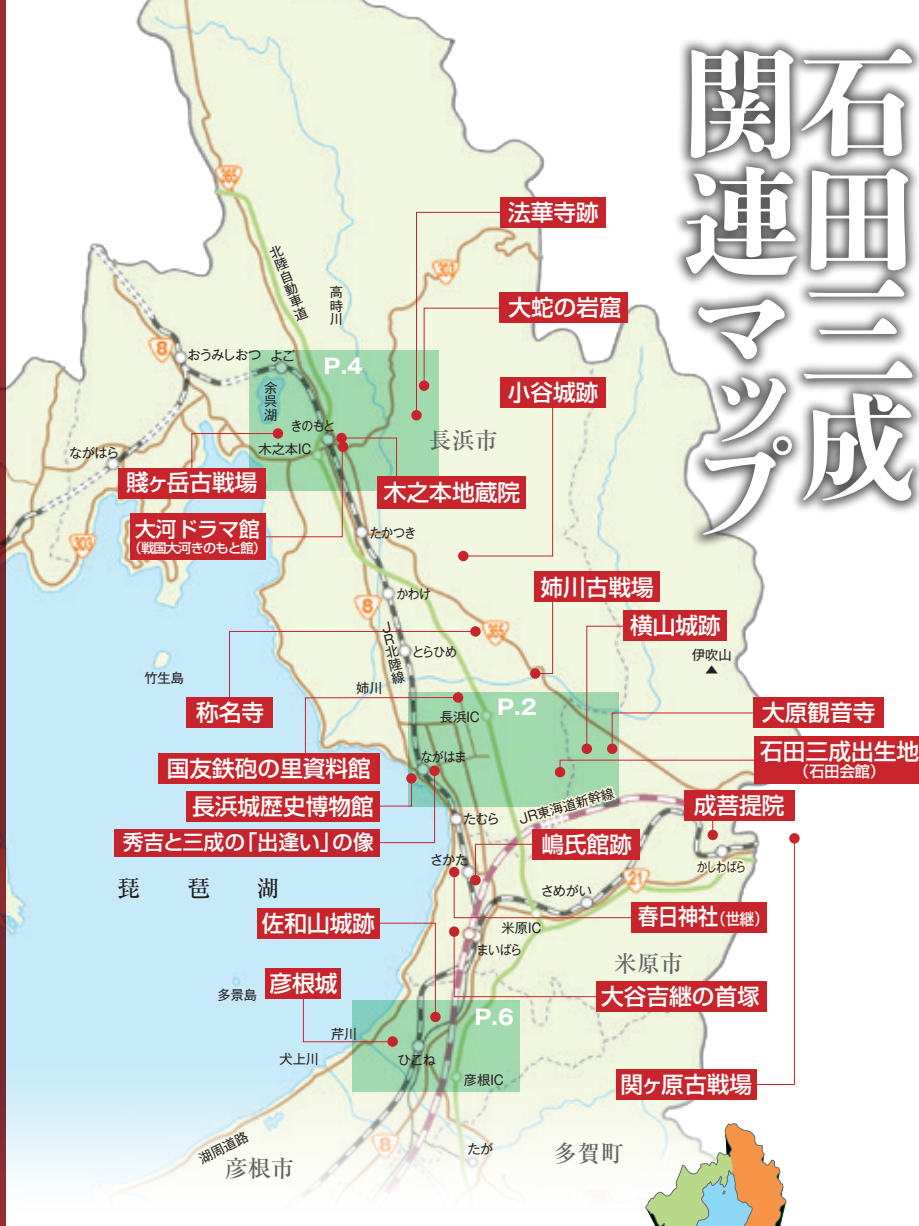 石田三成
関連マップ
365
法華寺跡
北陸自動車道
高時川
303
大蛇の岩窟
8
おうみしおつ
よご
P.4
余呉湖
小谷城跡
きのもと
長浜市
木之本IC
ながはら
賤ヶ岳古戦場
木之本地蔵院
大河ドラマ館
(戦国大河きのもと館)
たかつき
303
姉川古戦場
かわけ
8
横山城跡
365
JR北陸線
とらひめ
伊吹山
竹生島
姉川
称名寺
P.2
長浜IC
大原観音寺
国友鉄砲の里資料館
ながはま
石田三成出生地
(石田会館)
長浜城歴史博物館
JR東海道新幹線
成菩提院
たむら
秀吉と三成の「出逢い」の像
嶋氏館跡
さかた
かしわばら
琵琶湖
さめがい
21
佐和山城跡
米原IC
春日神社(世継)
まいばら
米原市
彦根城
多景島
大谷吉継の首塚
P.6
芹川
犬上川
ひこね
彦根IC
関ヶ原古戦場
8
湖周道路
彦根市
たが
多賀町